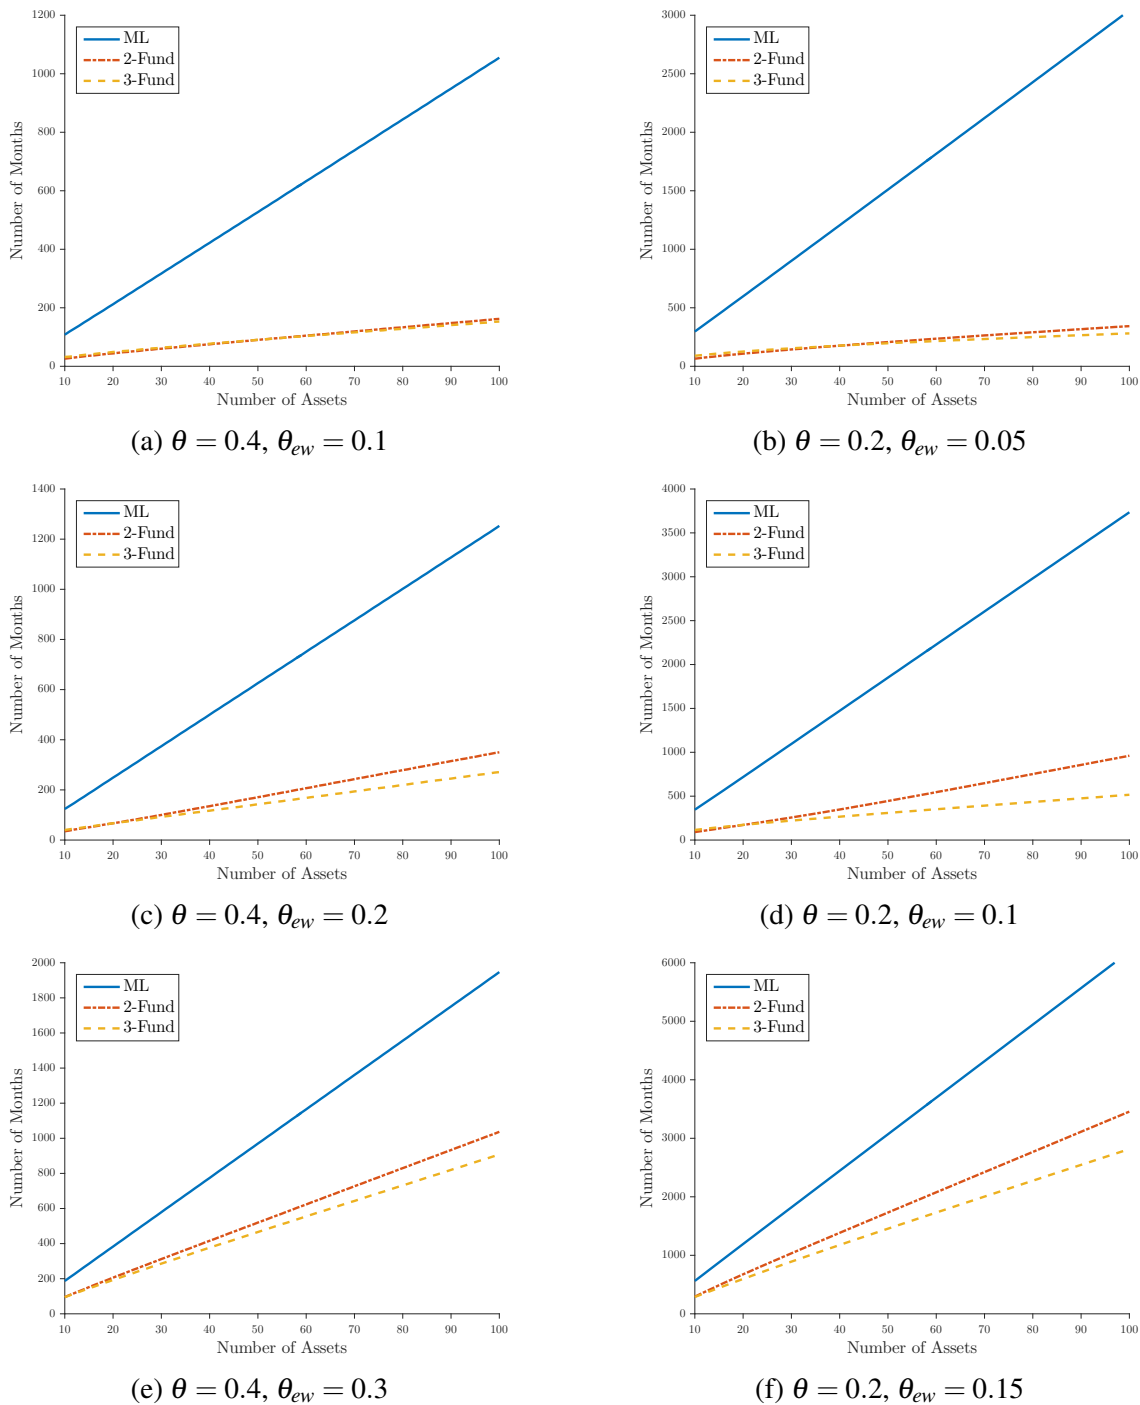 1200
1000
800
600
400
200
0
Number of Months
ML
2-Fund
3-Fund
10 20 30 40 50 60 70 80 90 100
Number of Assets
(a) θ = 0.4, θ_ew = 0.1
3000
2500
2000
1500
1000
500
0
Number of Months
ML
2-Fund
3-Fund
10 20 30 40 50 60 70 80 90 100
Number of Assets
(b) θ = 0.2, θ_ew = 0.05
1400
1200
1000
800
600
400
200
0
Number of Months
ML
2-Fund
3-Fund
10 20 30 40 50 60 70 80 90 100
Number of Assets
(c) θ = 0.4, θ_ew = 0.2
4000
3500
3000
2500
2000
1500
1000
500
0
Number of Months
ML
2-Fund
3-Fund
10 20 30 40 50 60 70 80 90 100
Number of Assets
(d) θ = 0.2, θ_ew = 0.1
2000
1800
1600
1400
1200
1000
800
600
400
200
0
Number of Months
ML
2-Fund
3-Fund
10 20 30 40 50 60 70 80 90 100
Number of Assets
(e) θ = 0.4, θ_ew = 0.3
6000
5000
4000
3000
2000
1000
0
Number of Months
ML
2-Fund
3-Fund
10 20 30 40 50 60 70 80 90 100
Number of Assets
(f) θ = 0.2, θ_ew = 0.15